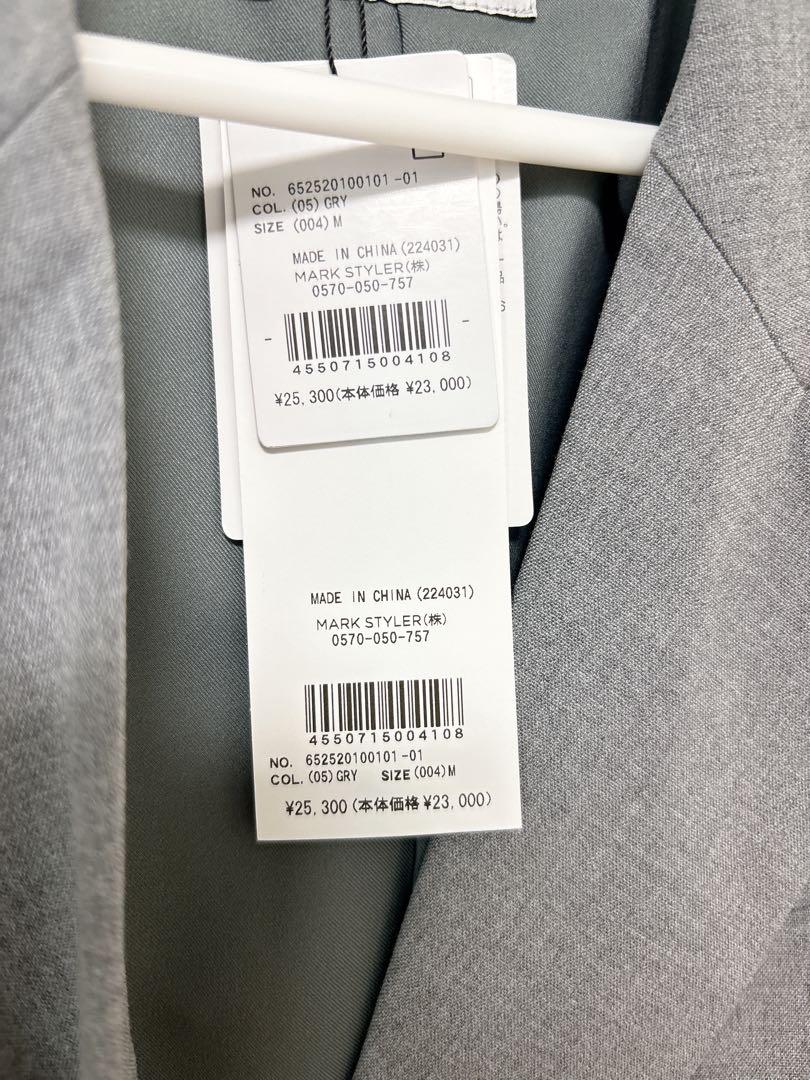 NO. 652520100101-01
COL. (05) GRY
SIZE (004) M
MADE IN CHINA (224031)
MARK STYLER(株)
0570-050-757
4550715004108
¥25,300(本体価格 ¥23,000)
MADE IN CHINA (224031)
MARK STYLER(株)
0570-050-757
4550715004108
NO. 652520100101-01
COL. (05) GRY SIZE (004) M
¥25,300 (本体価格 ¥23,000)